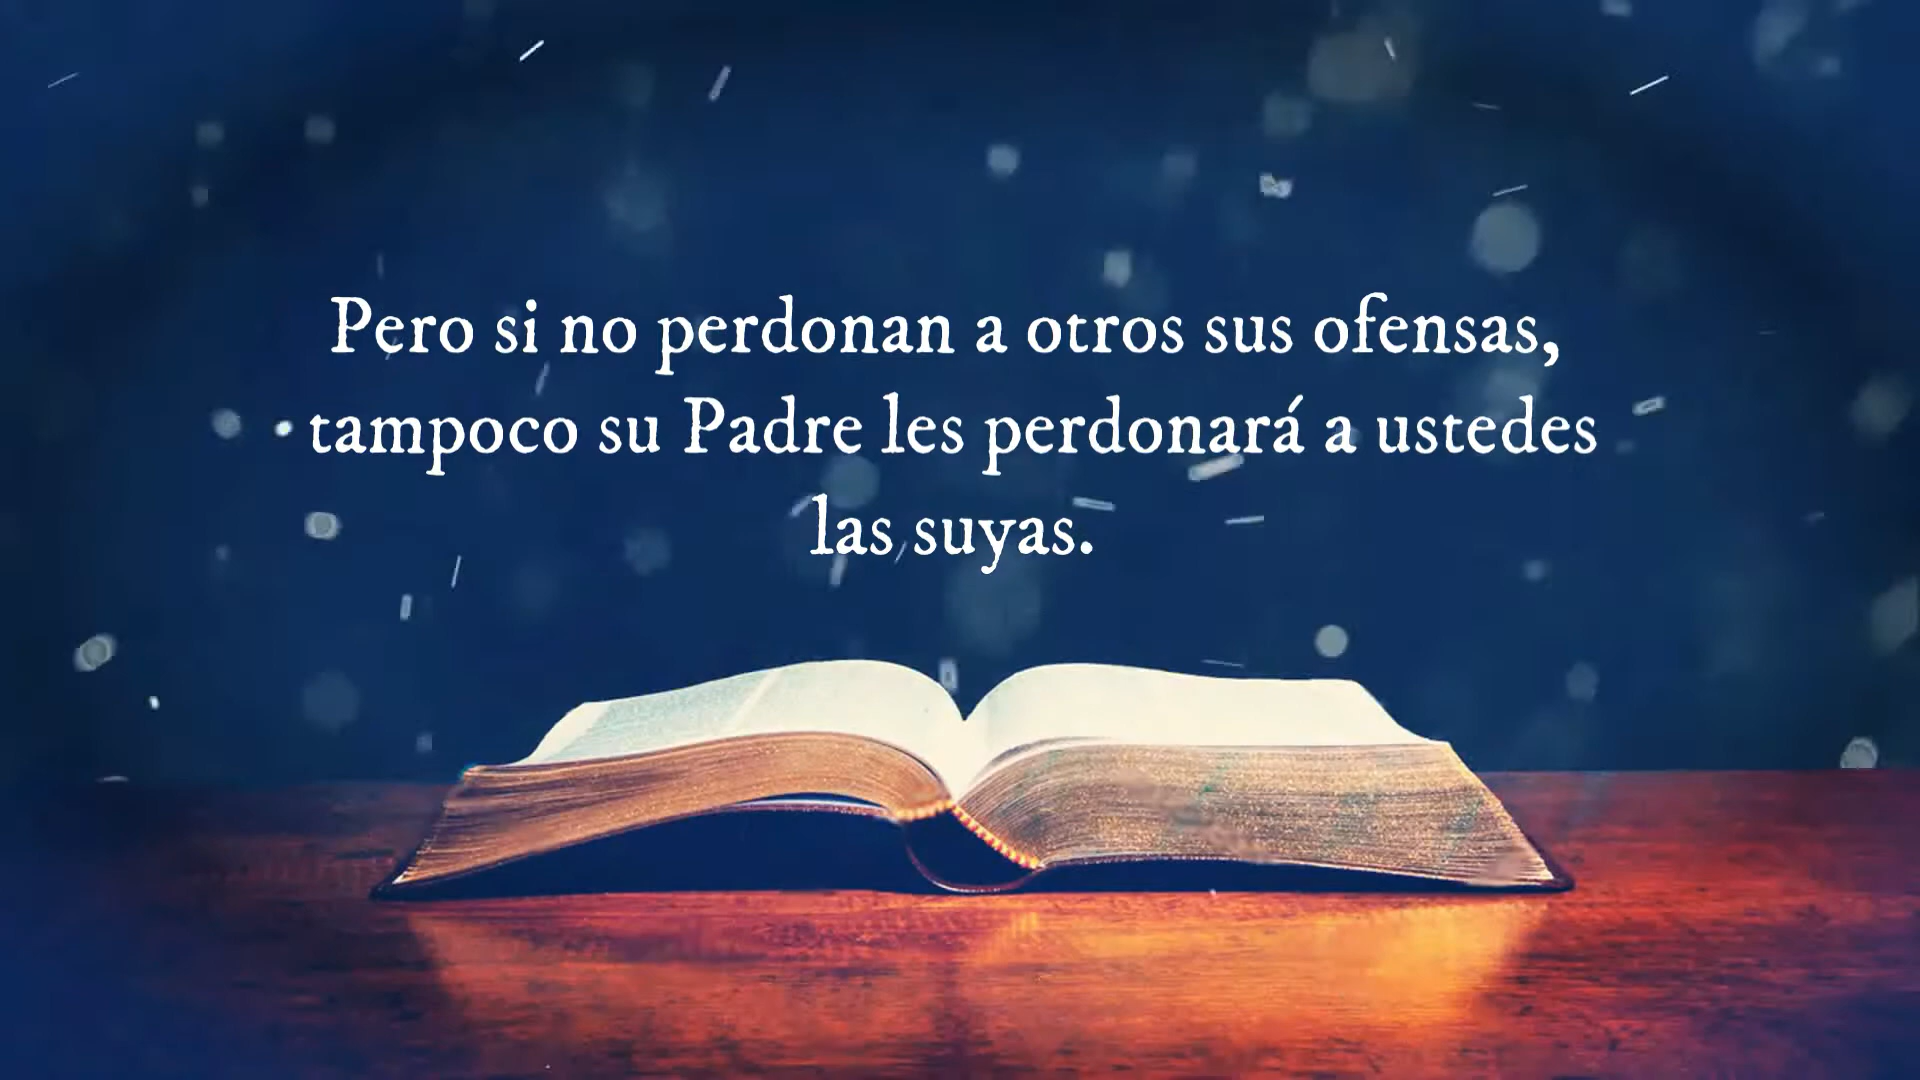 Pero si no perdonan a otros sus ofensas,
tampoco su Padre les perdonará a ustedes
las suyas.